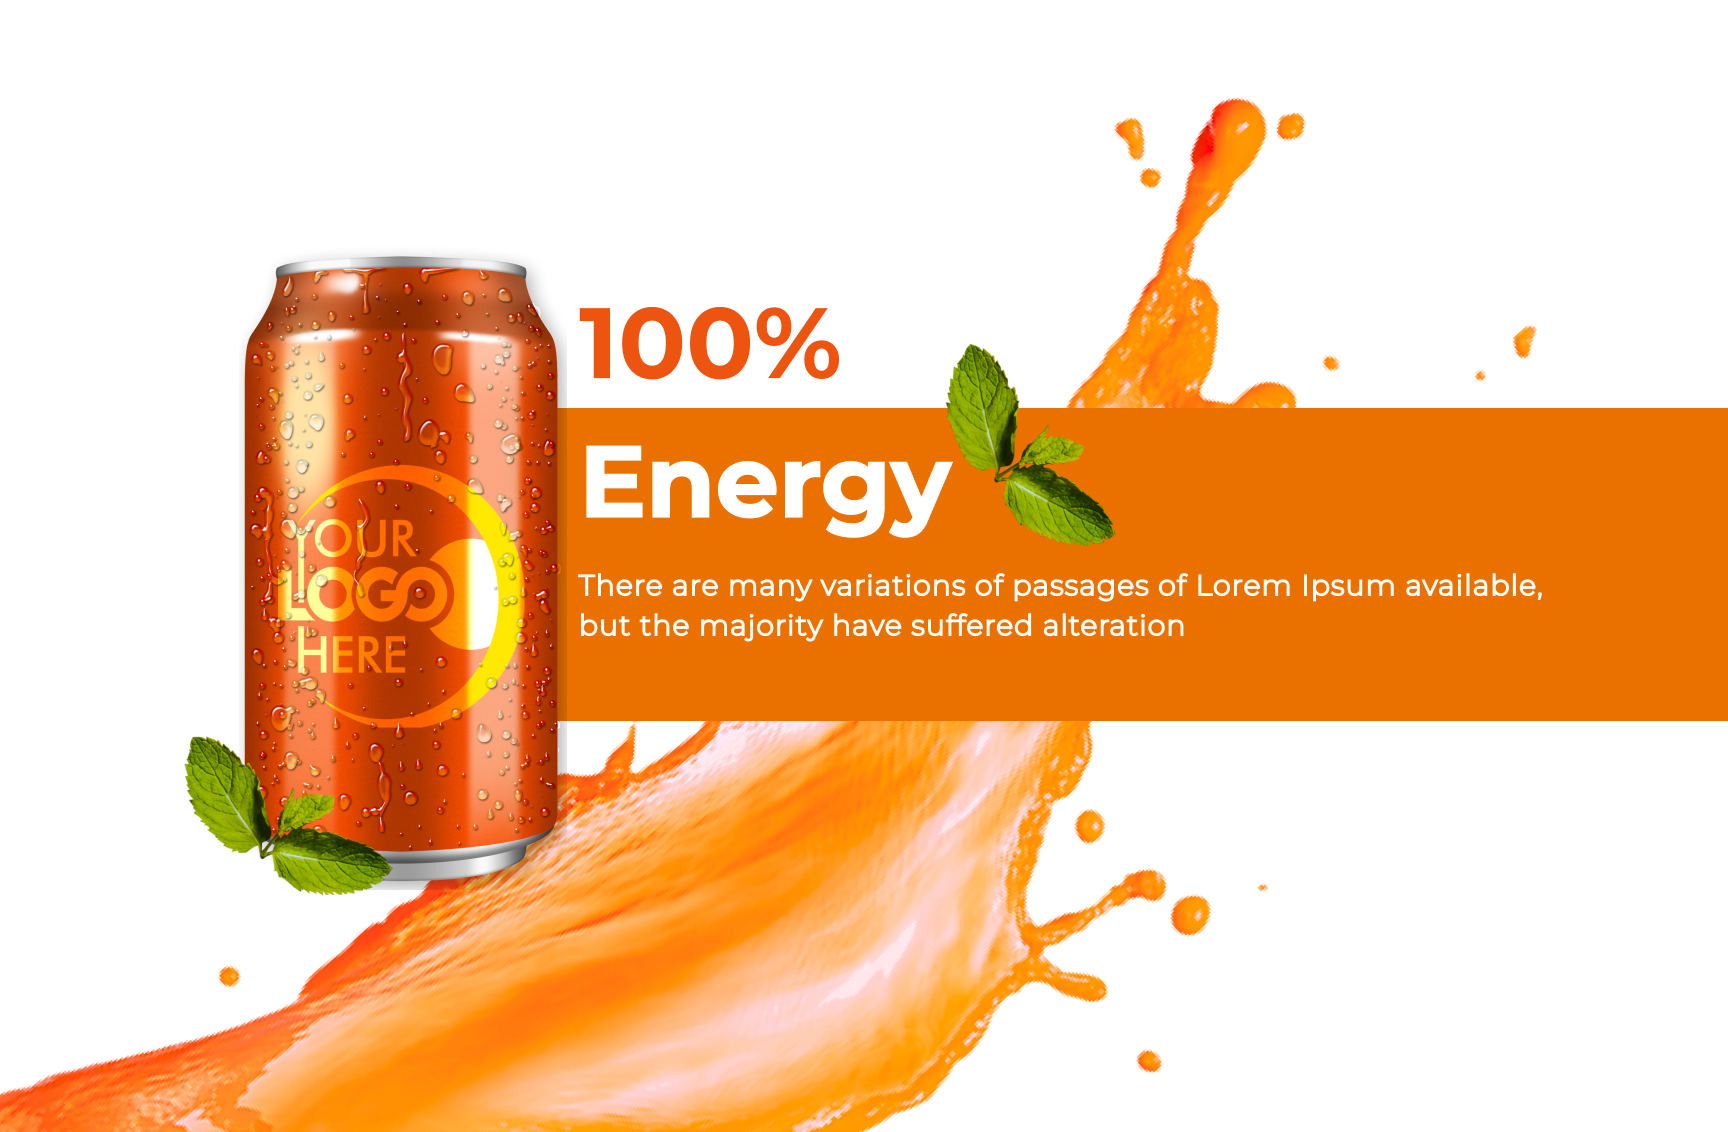 100%
Energy
There are many variations of passages of Lorem Ipsum available,
but the majority have suffered alteration
YOUR
LOGO
HERE